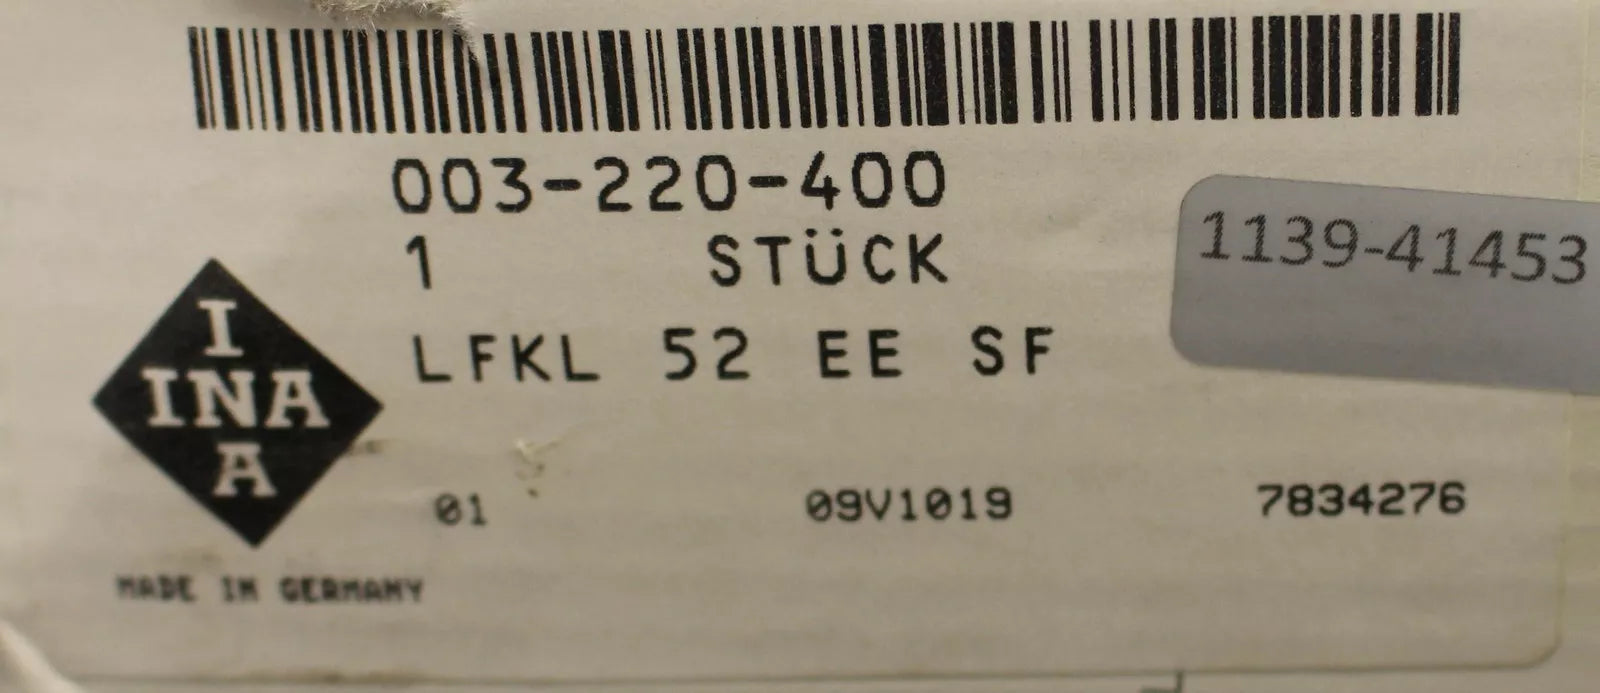 003-220-400
1 STÜCK
1139-41453
LFKL 52 EE SF
I
INA
A
01 09V1019 7834276
MADE IN GERMANY